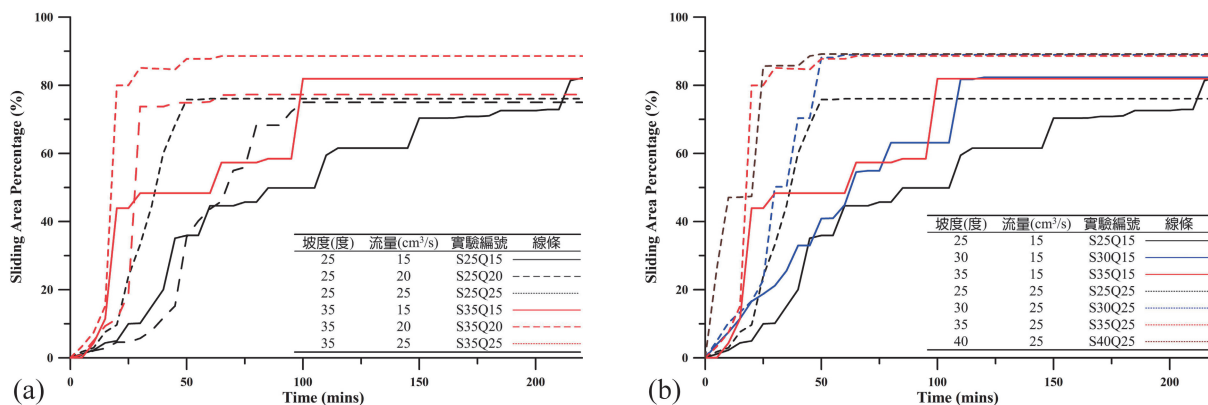 100
80
60
40
20
0
Sliding Area Percentage (%)
坡度(度) 流量(cm³/s) 實驗編號 線條
25 15 S25Q15
25 20 S25Q20
25 25 S25Q25
35 15 S35Q15
35 20 S35Q20
35 25 S35Q25
0 50 100 150 200
Time (mins)
(a)
100
80
60
40
20
0
Sliding Area Percentage (%)
坡度(度) 流量(cm³/s) 實驗編號 線條
25 15 S25Q15
30 15 S30Q15
35 15 S35Q15
25 25 S25Q25
30 25 S30Q25
35 25 S35Q25
40 25 S40Q25
0 50 100 150 200
Time (mins)
(b)